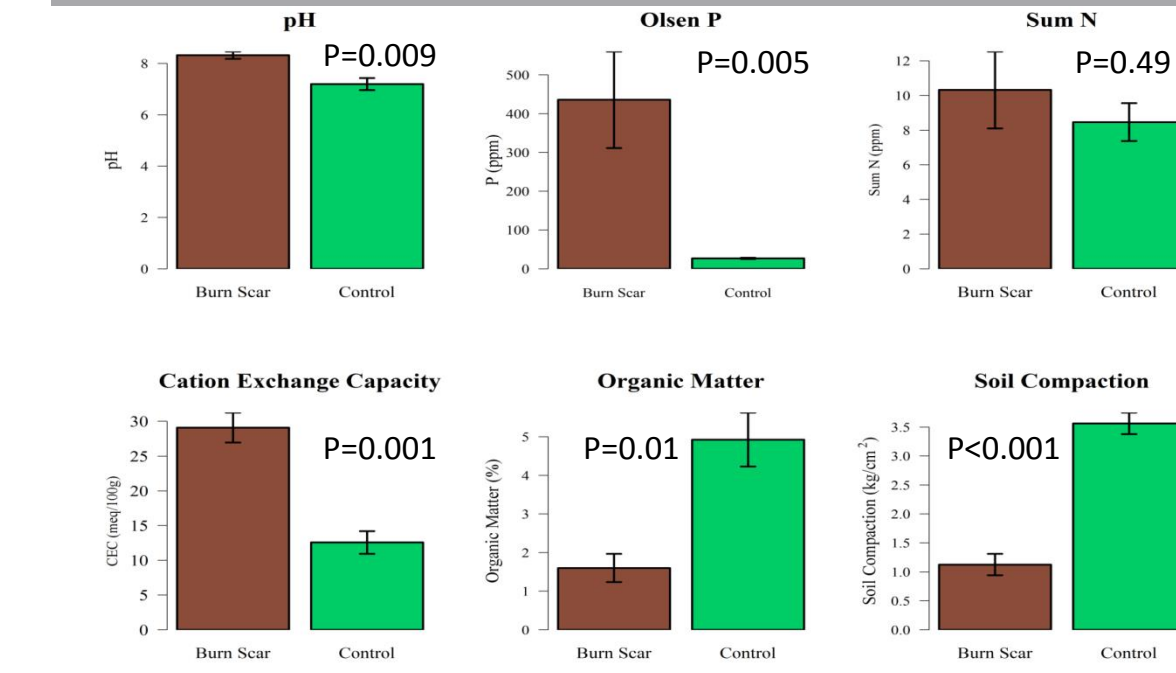 pH
P=0.009
8
6
4
2
0
pH
Burn Scar Control
Olsen P
P=0.005
500
400
300
200
100
0
P (ppm)
Burn Scar Control
Sum N
P=0.49
12
10
8
6
4
2
0
Sum N (ppm)
Burn Scar Control
Cation Exchange Capacity
P=0.001
30
25
20
15
10
5
0
CEC (meq/100g)
Burn Scar Control
Organic Matter
P=0.01
5
4
3
2
1
0
Organic Matter (%)
Burn Scar Control
Soil Compaction
P<0.001
3.5
3.0
2.5
2.0
1.5
1.0
0.5
0.0
Soil Compaction (kg/cm²)
Burn Scar Control